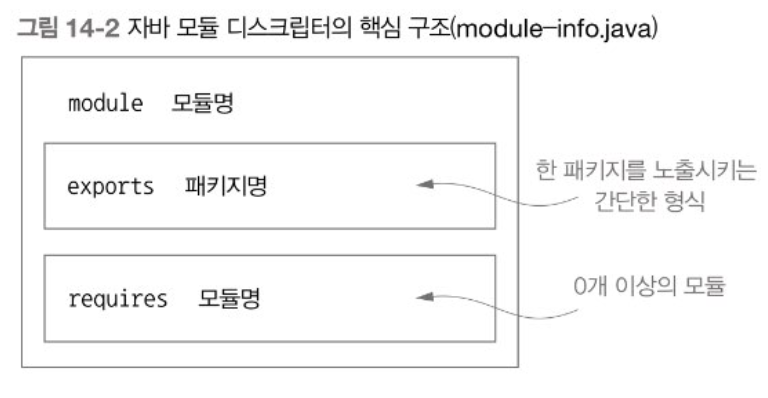 그림 14-2 자바 모듈 디스크립터의 핵심 구조(module-info.java)
module 모듈명
exports 패키지명
한 패키지를 노출시키는
간단한 형식
requires 모듈명
0개 이상의 모듈